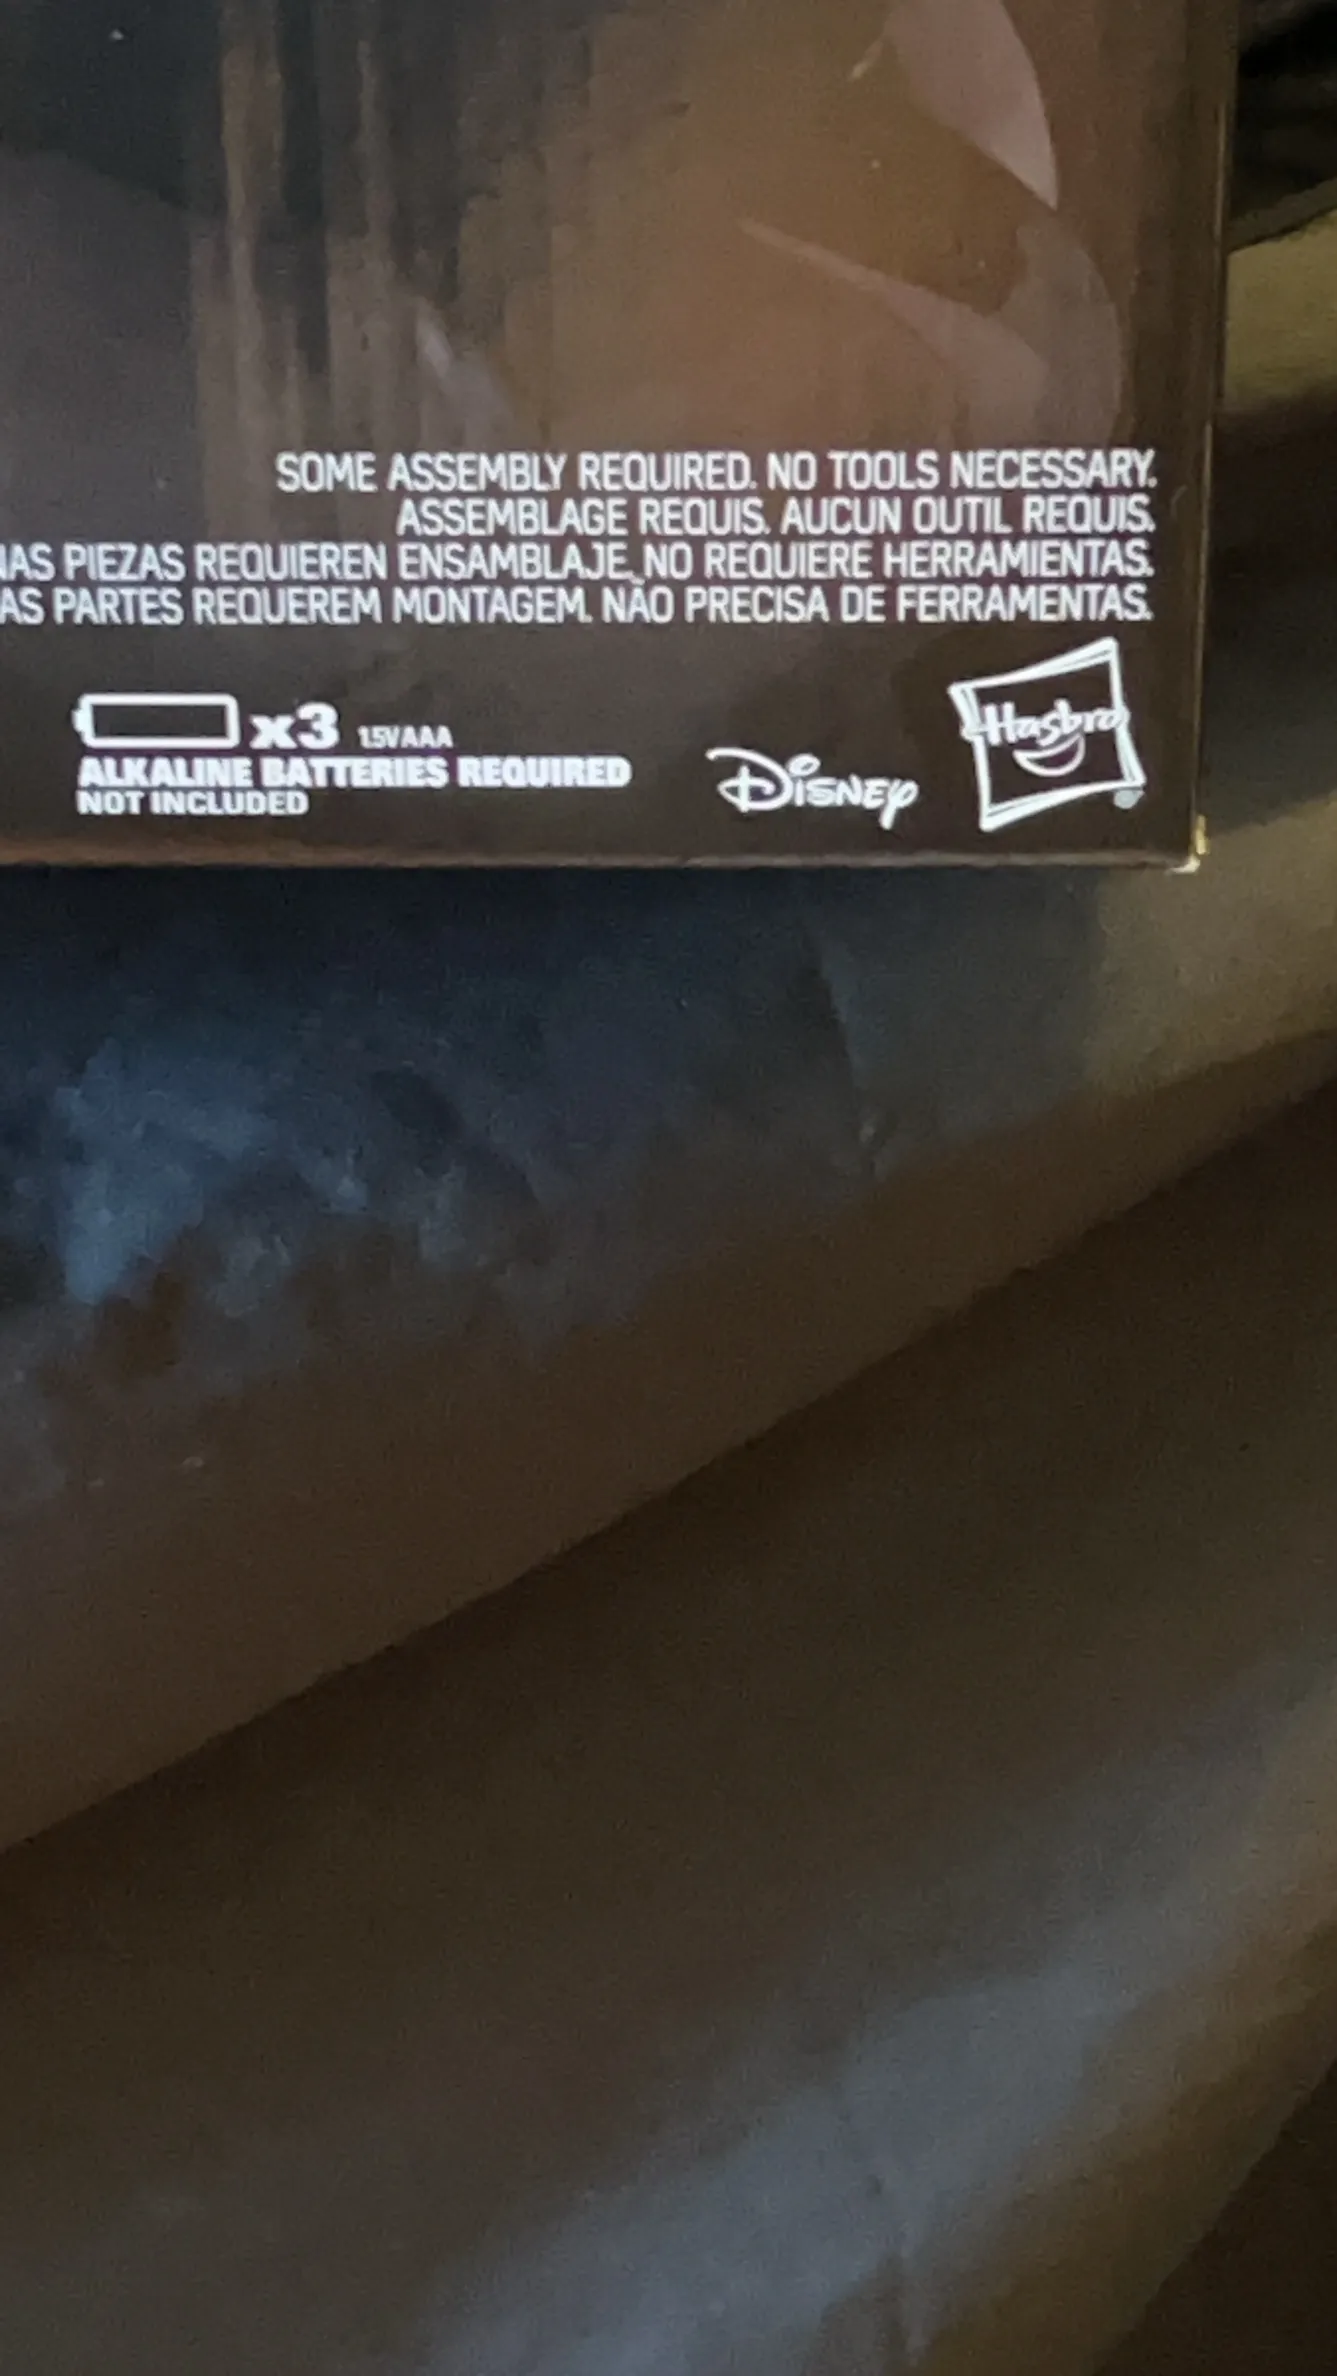 SOME ASSEMBLY REQUIRED. NO TOOLS NECESSARY.
ASSEMBLAGE REQUIS. AUCUN OUTIL REQUIS.
PIEZAS REQUIEREN ENSAMBLAJE. NO REQUIERE HERRAMIENTAS.
PARTES REQUEREM MONTAGEM. NÃO PRECISA DE FERRAMENTAS.
x3 1.5V AAA
ALKALINE BATTERIES REQUIRED
NOT INCLUDED
Disney
Hasbro